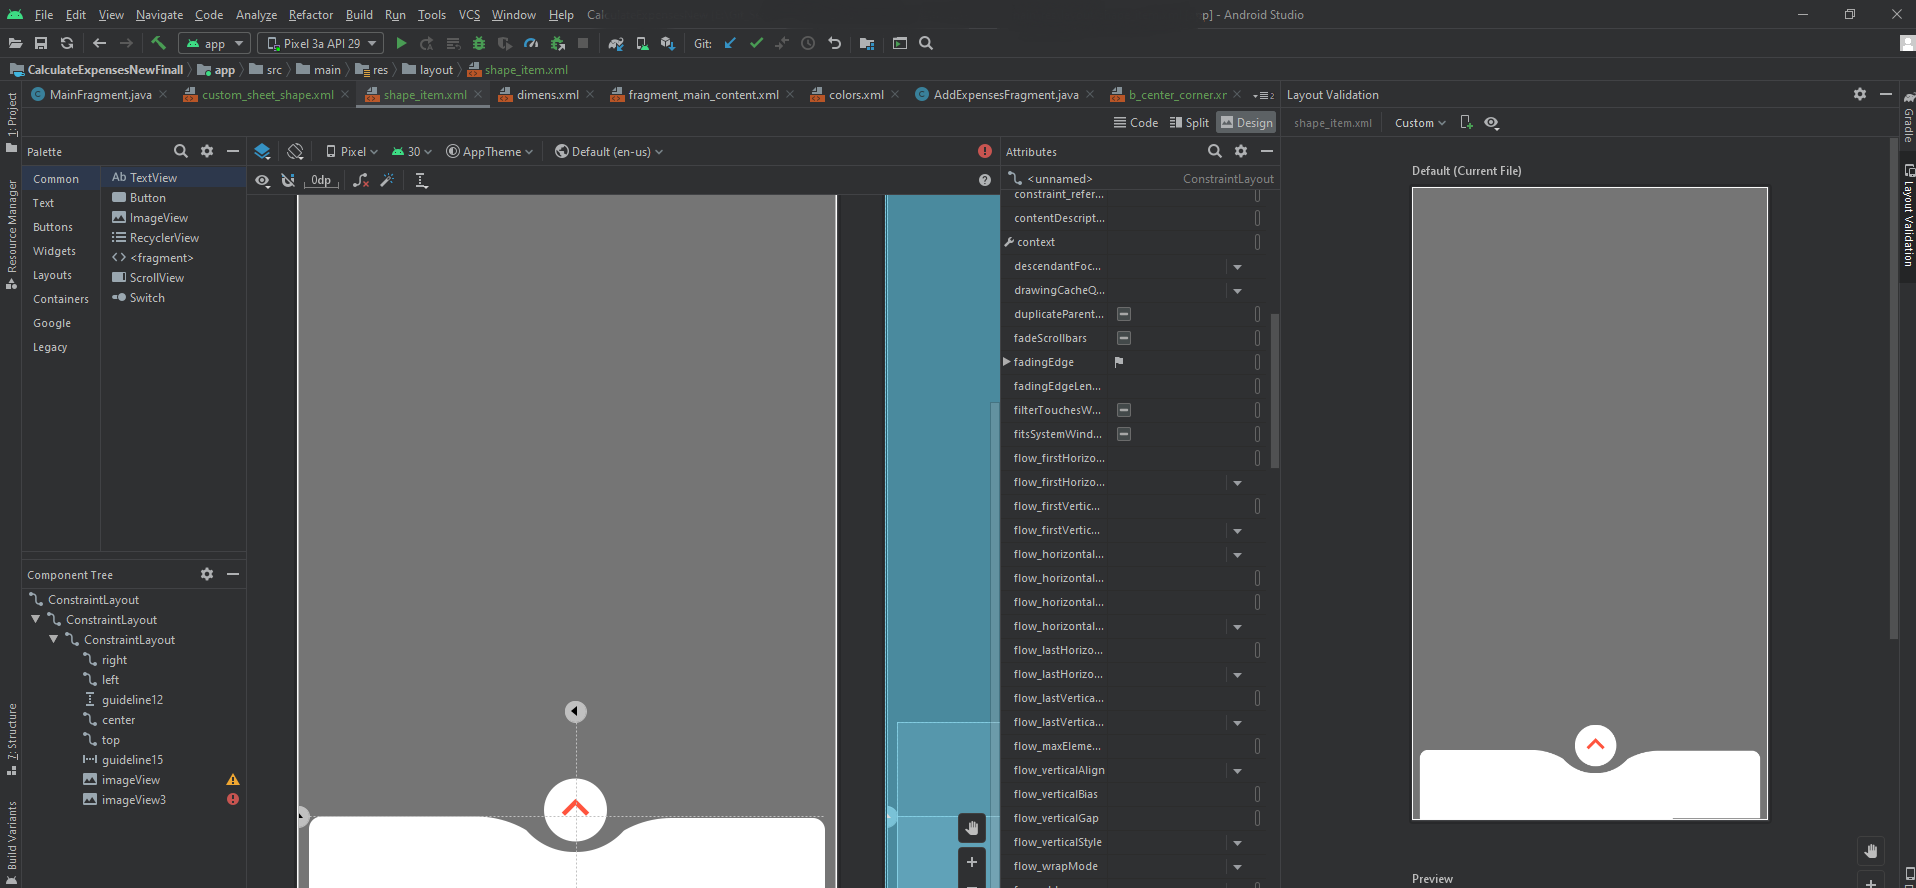 File Edit View Navigate Code Analyze Refactor Build Run Tools VCS Window Help Cal p] - Android Studio
app Pixel 3a API 29 Git:
CalculateExpensesNewFinall app src main res layout shape_item.xml
MainFragment.java custom_sheet_shape.xml shape_item.xml dimens.xml fragment_main_content.xml colors.xml AddExpensesFragment.java b_center_corner.xr 2 Layout Validation
Code Split Design shape_item.xml Custom
Palette Pixel 30 AppTheme Default (en-us) Attributes
0dp <unnamed> ConstraintLayout
Default (Current File)
Common
Text
Buttons
Widgets
Layouts
Containers
Google
Legacy
Ab TextView
Button
ImageView
RecyclerView
<fragment>
ScrollView
Switch
Component Tree
ConstraintLayout
ConstraintLayout
ConstraintLayout
right
left
guideline12
center
top
guideline15
imageView
imageView3
constraint_refer...
contentDescript...
context
descendantFoc...
drawingCacheQ...
duplicateParent...
fadeScrollbars
fadingEdge
fadingEdgeLen...
filterTouchesW...
fitsSystemWind...
flow_firstHorizo...
flow_firstHorizo...
flow_firstVertic...
flow_firstVertic...
flow_horizontal...
flow_horizontal...
flow_horizontal...
flow_horizontal...
flow_lastHorizo...
flow_lastHorizo...
flow_lastVertica...
flow_lastVertica...
flow_maxEleme...
flow_verticalAlign
flow_verticalBias
flow_verticalGap
flow_verticalStyle
flow_wrapMode
Preview
1: Project
Resource Manager
7: Structure
Build Variants
Gradle
Layout Validation